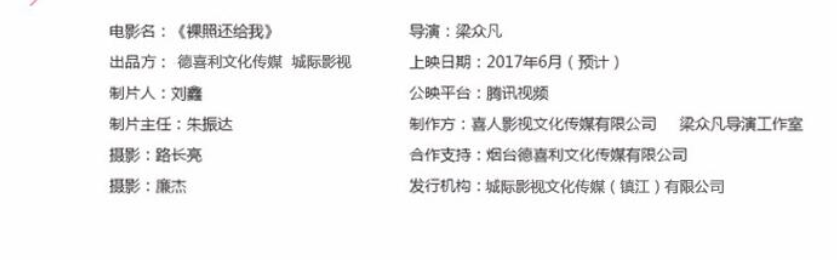 电影名：《裸照还给我》 导演：梁众凡
出品方： 德喜利文化传媒 城际影视 上映日期：2017年6月（预计）
制片人：刘鑫 公映平台：腾讯视频
制片主任：朱振达 制作方：喜人影视文化传媒有限公司 梁众凡导演工作室
摄影：路长亮 合作支持：烟台德喜利文化传媒有限公司
摄影：廉杰 发行机构：城际影视文化传媒（镇江）有限公司